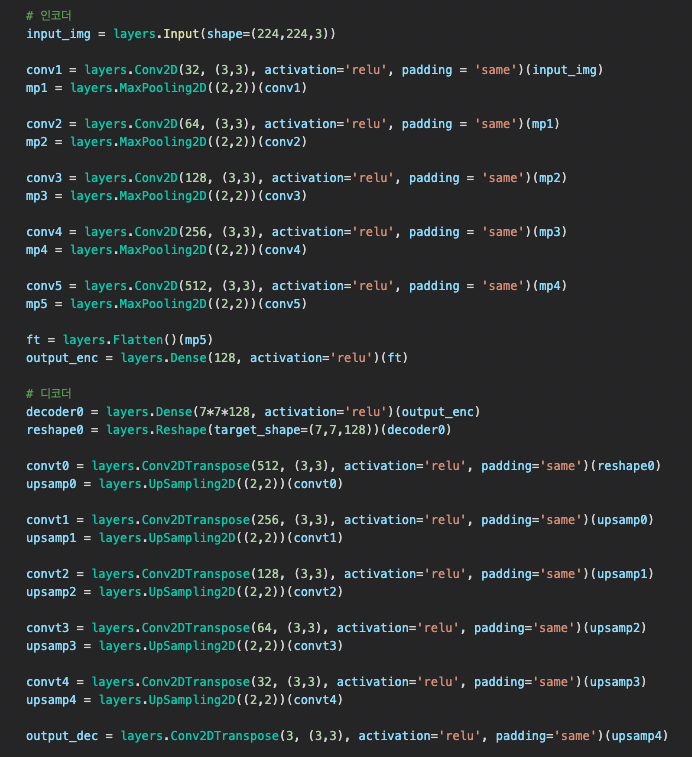 # 인코더
input_img = layers.Input(shape=(224,224,3))
conv1 = layers.Conv2D(32, (3,3), activation='relu', padding = 'same')(input_img)
mp1 = layers.MaxPooling2D((2,2))(conv1)
conv2 = layers.Conv2D(64, (3,3), activation='relu', padding = 'same')(mp1)
mp2 = layers.MaxPooling2D((2,2))(conv2)
conv3 = layers.Conv2D(128, (3,3), activation='relu', padding = 'same')(mp2)
mp3 = layers.MaxPooling2D((2,2))(conv3)
conv4 = layers.Conv2D(256, (3,3), activation='relu', padding = 'same')(mp3)
mp4 = layers.MaxPooling2D((2,2))(conv4)
conv5 = layers.Conv2D(512, (3,3), activation='relu', padding = 'same')(mp4)
mp5 = layers.MaxPooling2D((2,2))(conv5)
ft = layers.Flatten()(mp5)
output_enc = layers.Dense(128, activation='relu')(ft)
# 디코더
decoder0 = layers.Dense(7*7*128, activation='relu')(output_enc)
reshape0 = layers.Reshape(target_shape=(7,7,128))(decoder0)
convt0 = layers.Conv2DTranspose(512, (3,3), activation='relu', padding='same')(reshape0)
upsamp0 = layers.UpSampling2D((2,2))(convt0)
convt1 = layers.Conv2DTranspose(256, (3,3), activation='relu', padding='same')(upsamp0)
upsamp1 = layers.UpSampling2D((2,2))(convt1)
convt2 = layers.Conv2DTranspose(128, (3,3), activation='relu', padding='same')(upsamp1)
upsamp2 = layers.UpSampling2D((2,2))(convt2)
convt3 = layers.Conv2DTranspose(64, (3,3), activation='relu', padding='same')(upsamp2)
upsamp3 = layers.UpSampling2D((2,2))(convt3)
convt4 = layers.Conv2DTranspose(32, (3,3), activation='relu', padding='same')(upsamp3)
upsamp4 = layers.UpSampling2D((2,2))(convt4)
output_dec = layers.Conv2DTranspose(3, (3,3), activation='relu', padding='same')(upsamp4)